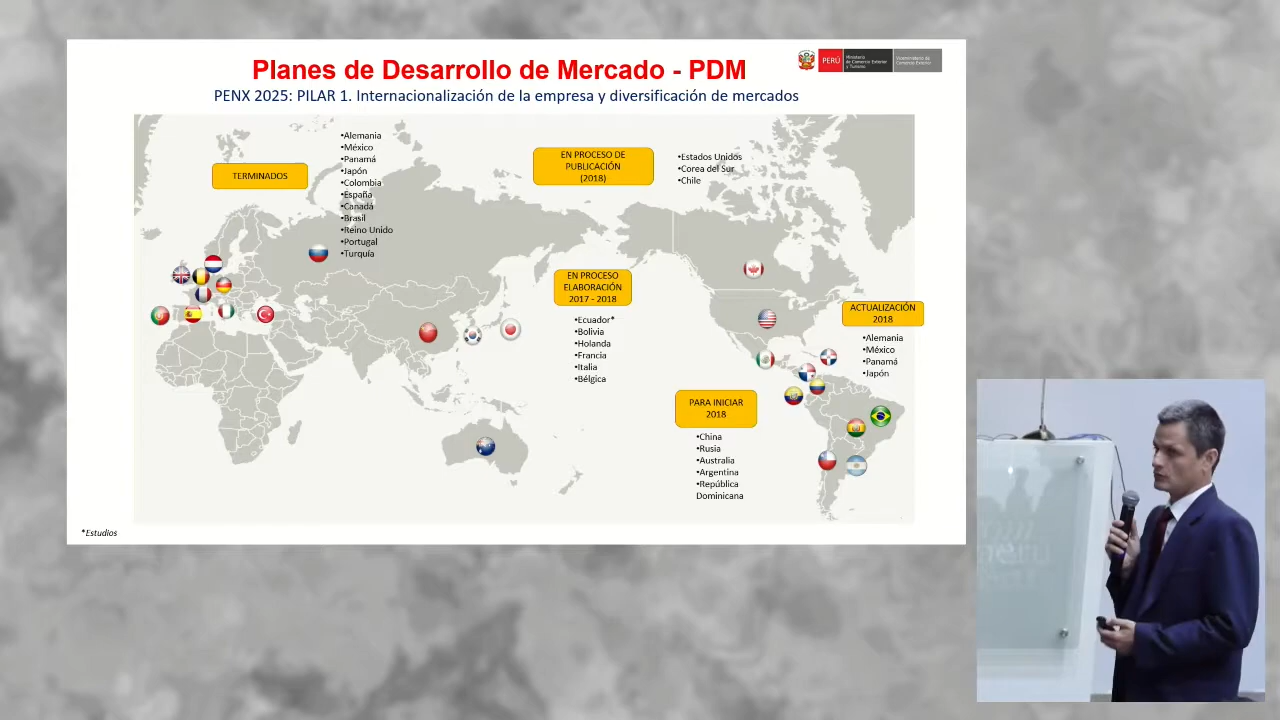 Planes de Desarrollo de Mercado - PDM
PERÚ
Ministerio
de Comercio Exterior
y Turismo
Viceministerio de
Comercio Exterior
PENX 2025: PILAR 1. Internacionalización de la empresa y diversificación de mercados
TERMINADOS
•Alemania
•México
•Panamá
•Japón
•Colombia
•España
•Canadá
•Brasil
•Reino Unido
•Portugal
•Turquía
EN PROCESO DE
PUBLICACIÓN
(2018)
•Estados Unidos
•Corea del Sur
•Chile
EN PROCESO
ELABORACIÓN
2017 - 2018
•Ecuador*
•Bolivia
•Holanda
•Francia
•Italia
•Bélgica
ACTUALIZACIÓN
2018
•Alemania
•México
•Panamá
•Japón
PARA INICIAR
2018
•China
•Rusia
•Australia
•Argentina
•República
Dominicana
*Estudios